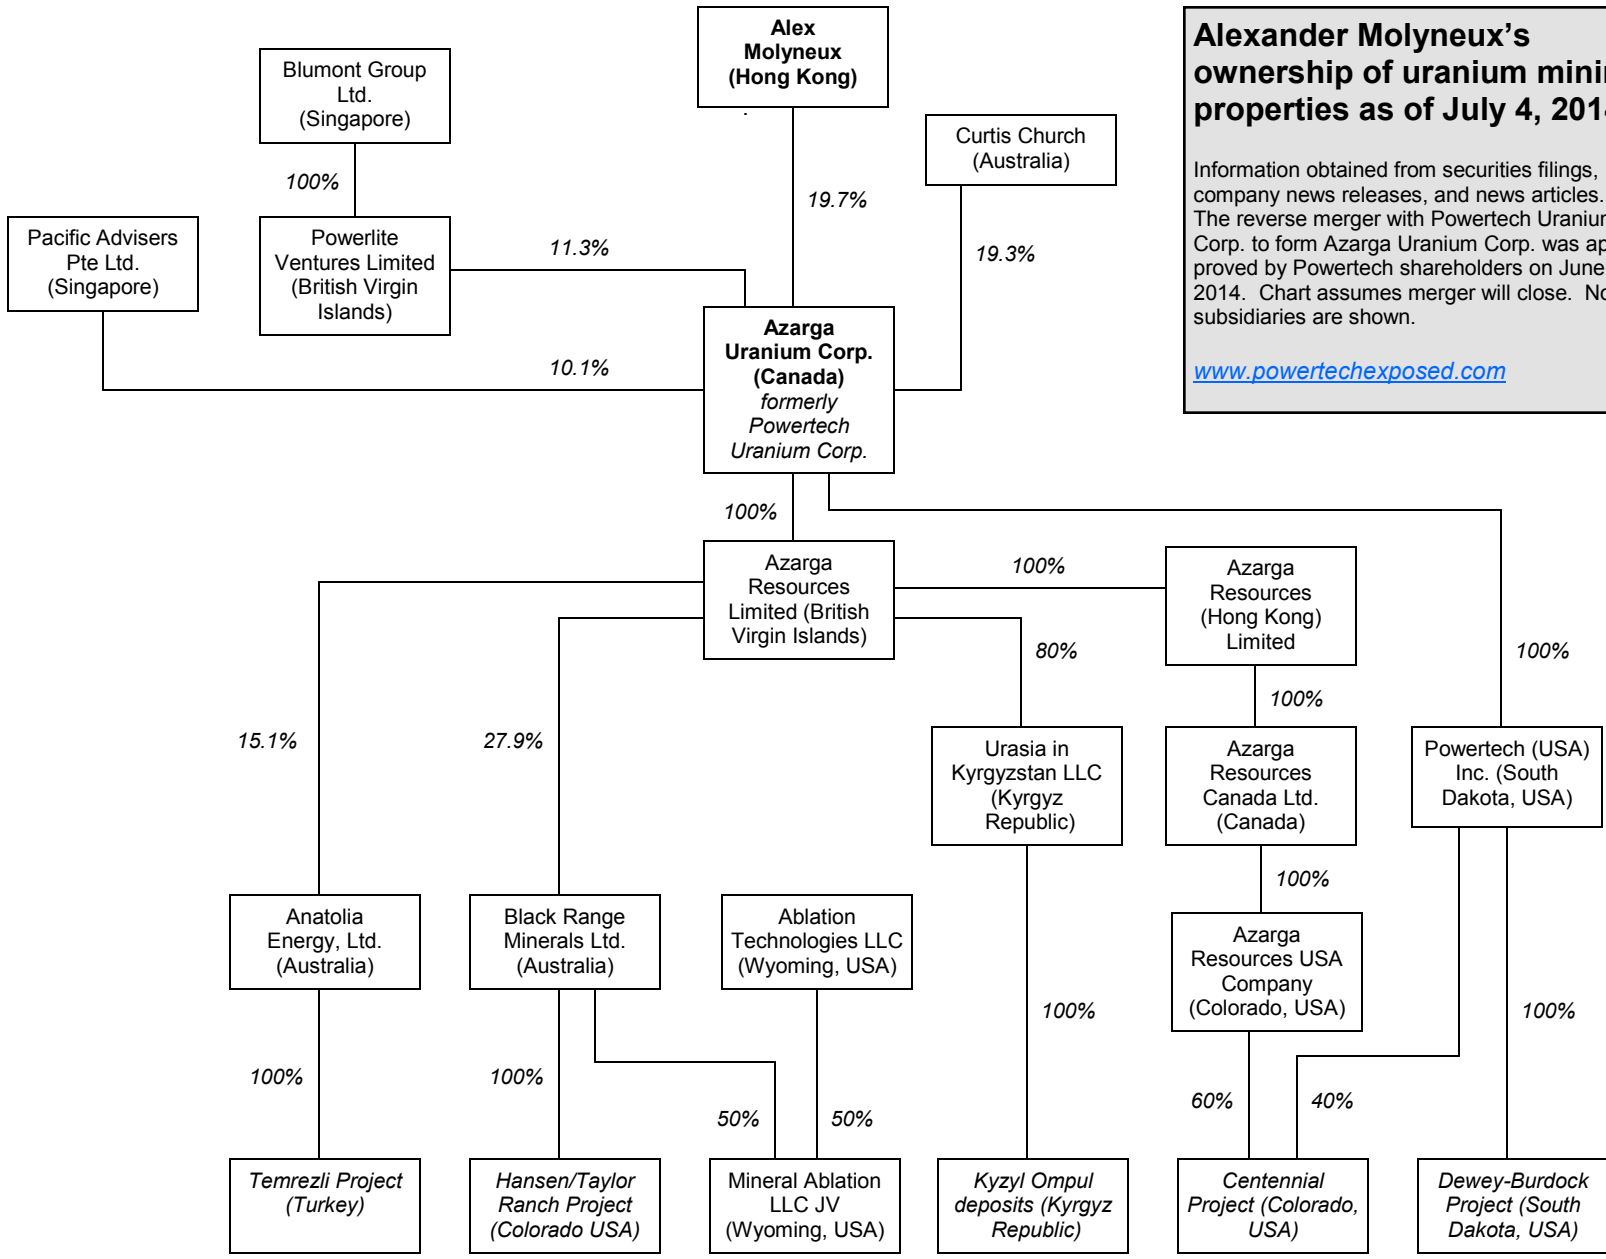 Alex
Molyneux
(Hong Kong)
Blumont Group
Ltd.
(Singapore)
Curtis Church
(Australia)
100%
19.7%
Pacific Advisers
Pte Ltd.
(Singapore)
Powerlite
Ventures Limited
(British Virgin
Islands)
11.3%
19.3%
10.1%
Azarga
Uranium Corp.
(Canada)
formerly
Powertech
Uranium Corp.
Alexander Molyneux's
ownership of uranium
properties as of July 4,
Information obtained from securities filings,
company news releases, and news articles.
The reverse merger with Powertech
Corp. to form Azarga Uranium Corp. was ap
proved by Powertech shareholders on June
2014.  Chart assumes merger will close.
subsidiaries are shown.
www.powertechexposed.com
100%
Azarga
Resources
Limited (British
Virgin Islands)
100%
Azarga
Resources
(Hong Kong)
Limited
80%
100%
100%
15.1%
27.9%
Urasia in
Kyrgyzstan LLC
(Kyrgyz
Republic)
Azarga
Resources
Canada Ltd.
(Canada)
Powertech (USA)
Inc. (South
Dakota, USA)
100%
Anatolia
Energy, Ltd.
(Australia)
Black Range
Minerals Ltd.
(Australia)
Ablation
Technologies LLC
(Wyoming, USA)
Azarga
Resources USA
Company
(Colorado, USA)
100%
100%
100%
100%
50%
50%
60%
40%
Temrezli Project
(Turkey)
Hansen/Taylor
Ranch Project
(Colorado USA)
Mineral Ablation
LLC JV
(Wyoming, USA)
Kyzyl Ompul
deposits (Kyrgyz
Republic)
Centennial
Project (Colorado,
USA)
Dewey-Burdock
Project (South
Dakota, USA)